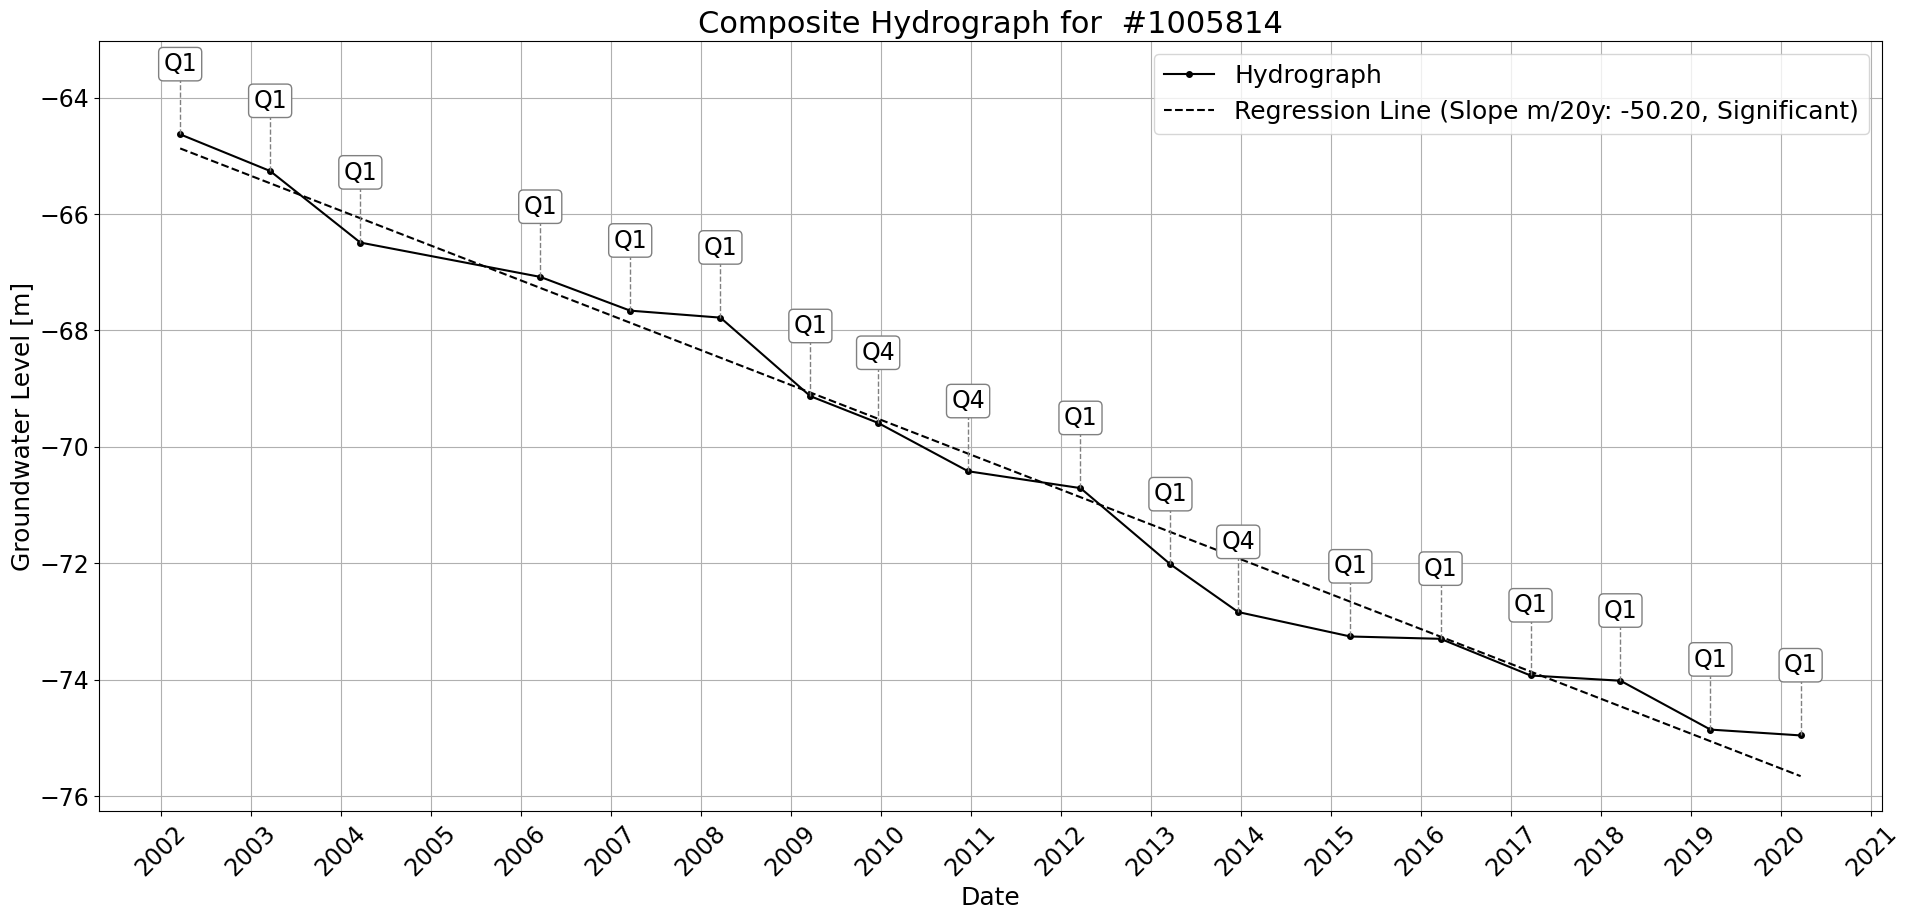 Composite Hydrograph for  #1005814
Hydrograph
Regression Line (Slope m/20y: -50.20, Significant)
Q1
Q1
Q1
Q1
Q1
Q1
Q1
Q4
Q4
Q1
Q1
Q4
Q1
Q1
Q1
Q1
Q1
Q1
Groundwater Level [m]
−64
−66
−68
−70
−72
−74
−76
2002
2003
2004
2005
2006
2007
2008
2009
2010
2011
2012
2013
2014
2015
2016
2017
2018
2019
2020
2021
Date